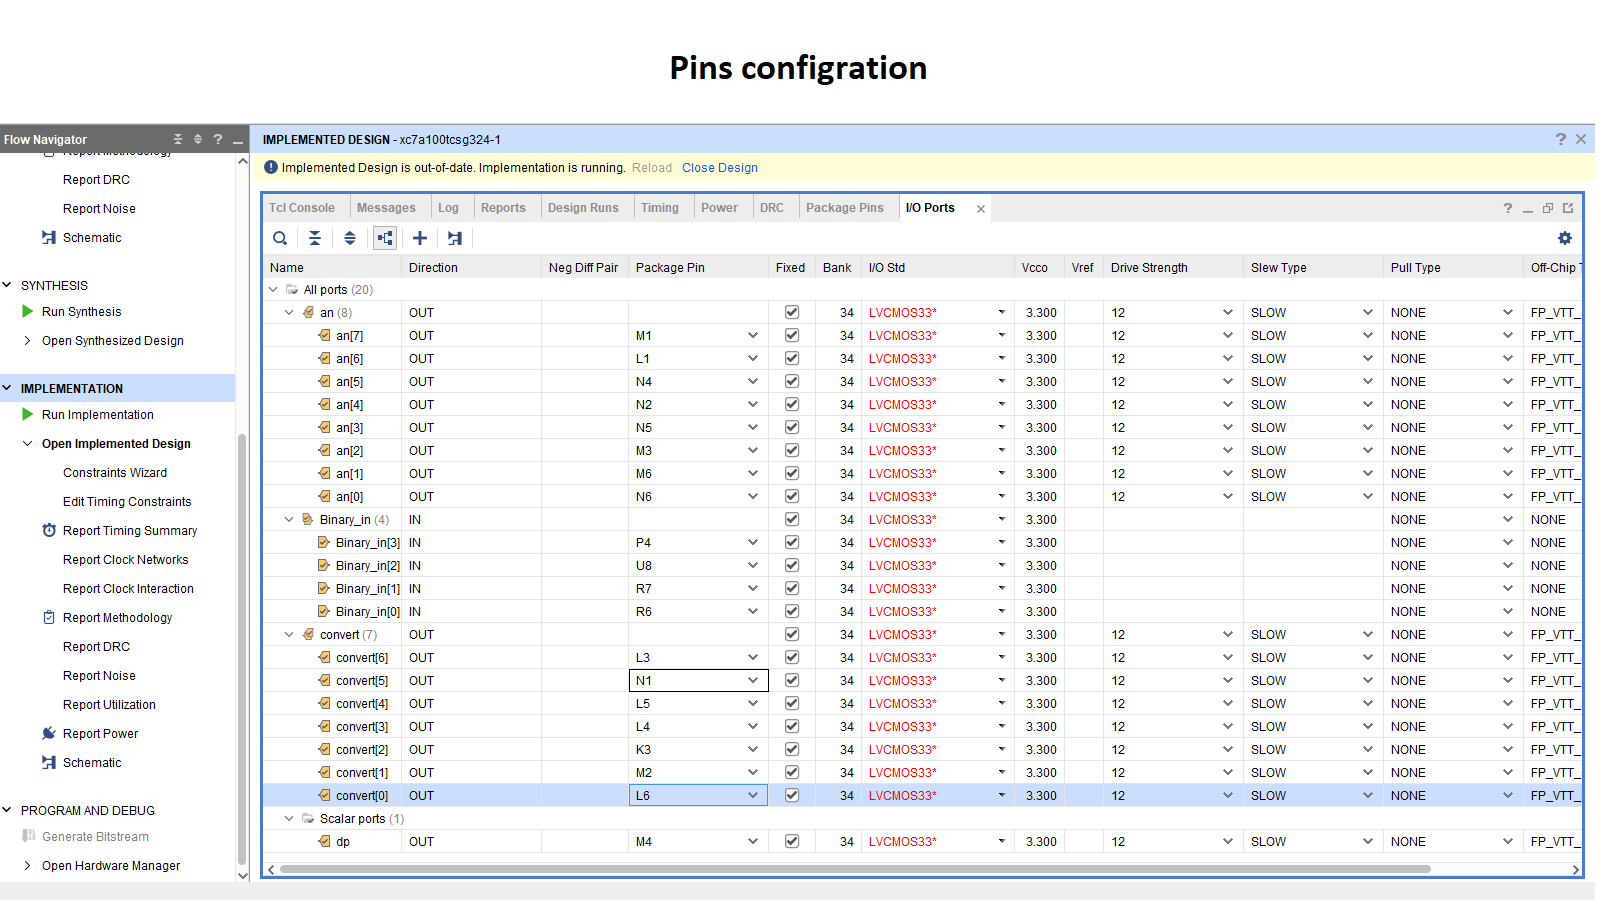 Pins configration
Flow Navigator ?
IMPLEMENTED DESIGN - xc7a100tcsg324-1 ?
Report Methodology
Implemented Design is out-of-date. Implementation is running. Reload Close Design
Report DRC
Report Noise
Schematic
SYNTHESIS
Run Synthesis
Open Synthesized Design
IMPLEMENTATION
Run Implementation
Open Implemented Design
Constraints Wizard
Edit Timing Constraints
Report Timing Summary
Report Clock Networks
Report Clock Interaction
Report Methodology
Report DRC
Report Noise
Report Utilization
Report Power
Schematic
PROGRAM AND DEBUG
Generate Bitstream
Open Hardware Manager
Tcl Console Messages Log Reports Design Runs Timing Power DRC Package Pins I/O Ports ?
Name Direction Neg Diff Pair Package Pin Fixed Bank I/O Std Vcco Vref Drive Strength Slew Type Pull Type Off-Chip T
All ports (20)
an (8) OUT 34 LVCMOS33* 3.300 12 SLOW NONE FP_VTT_
an[7] OUT M1 34 LVCMOS33* 3.300 12 SLOW NONE FP_VTT_
an[6] OUT L1 34 LVCMOS33* 3.300 12 SLOW NONE FP_VTT_
an[5] OUT N4 34 LVCMOS33* 3.300 12 SLOW NONE FP_VTT_
an[4] OUT N2 34 LVCMOS33* 3.300 12 SLOW NONE FP_VTT_
an[3] OUT N5 34 LVCMOS33* 3.300 12 SLOW NONE FP_VTT_
an[2] OUT M3 34 LVCMOS33* 3.300 12 SLOW NONE FP_VTT_
an[1] OUT M6 34 LVCMOS33* 3.300 12 SLOW NONE FP_VTT_
an[0] OUT N6 34 LVCMOS33* 3.300 12 SLOW NONE FP_VTT_
Binary_in (4) IN 34 LVCMOS33* 3.300 NONE NONE
Binary_in[3] IN P4 34 LVCMOS33* 3.300 NONE NONE
Binary_in[2] IN U8 34 LVCMOS33* 3.300 NONE NONE
Binary_in[1] IN R7 34 LVCMOS33* 3.300 NONE NONE
Binary_in[0] IN R6 34 LVCMOS33* 3.300 NONE NONE
convert (7) OUT 34 LVCMOS33* 3.300 12 SLOW NONE FP_VTT_
convert[6] OUT L3 34 LVCMOS33* 3.300 12 SLOW NONE FP_VTT_
convert[5] OUT N1 34 LVCMOS33* 3.300 12 SLOW NONE FP_VTT_
convert[4] OUT L5 34 LVCMOS33* 3.300 12 SLOW NONE FP_VTT_
convert[3] OUT L4 34 LVCMOS33* 3.300 12 SLOW NONE FP_VTT_
convert[2] OUT K3 34 LVCMOS33* 3.300 12 SLOW NONE FP_VTT_
convert[1] OUT M2 34 LVCMOS33* 3.300 12 SLOW NONE FP_VTT_
convert[0] OUT L6 34 LVCMOS33* 3.300 12 SLOW NONE FP_VTT_
Scalar ports (1)
dp OUT M4 34 LVCMOS33* 3.300 12 SLOW NONE FP_VTT_